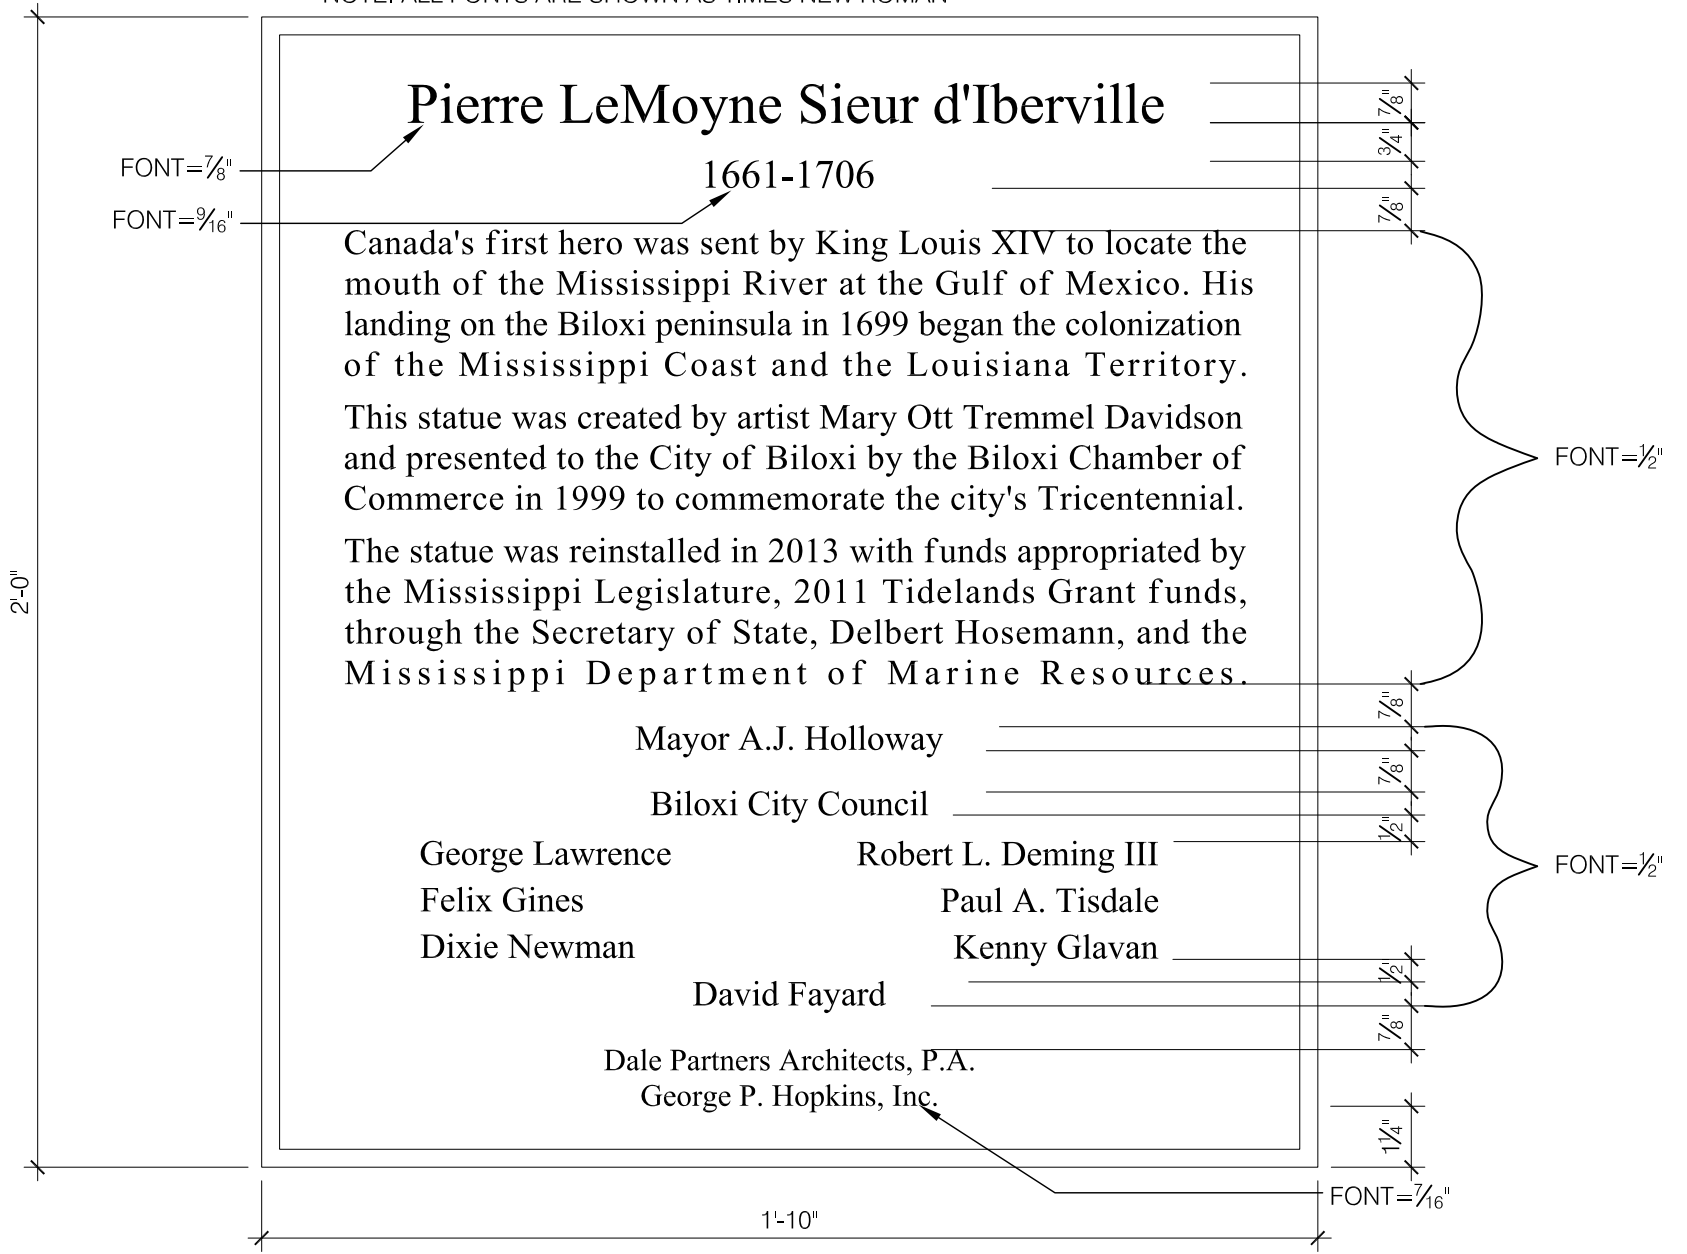 NOTE: ALL FONTS ARE SHOWN AS TIMES NEW ROMAN
Pierre LeMoyne Sieur d'Iberville
7/8"
3/4"
FONT=7/8"
1661-1706
FONT=9/16"
7/8"
Canada's first hero was sent by King Louis XIV to locate the
mouth of the Mississippi River at the Gulf of Mexico. His
landing on the Biloxi peninsula in 1699 began the colonization
of the Mississippi Coast and the Louisiana Territory.
This statue was created by artist Mary Ott Tremmel Davidson
and presented to the City of Biloxi by the Biloxi Chamber of
Commerce in 1999 to commemorate the city's Tricentennial.
FONT=1/2"
The statue was reinstalled in 2013 with funds appropriated by
the Mississippi Legislature, 2011 Tidelands Grant funds,
through the Secretary of State, Delbert Hosemann, and the
Mississippi Department of Marine Resources.
2'-0"
7/8"
Mayor A.J. Holloway
7/8"
Biloxi City Council
1/2"
George Lawrence Robert L. Deming III
FONT=1/2"
Felix Gines Paul A. Tisdale
Dixie Newman Kenny Glavan
1/2"
David Fayard
7/8"
Dale Partners Architects, P.A.
George P. Hopkins, Inc.
1 1/4"
FONT=7/16"
1'-10"